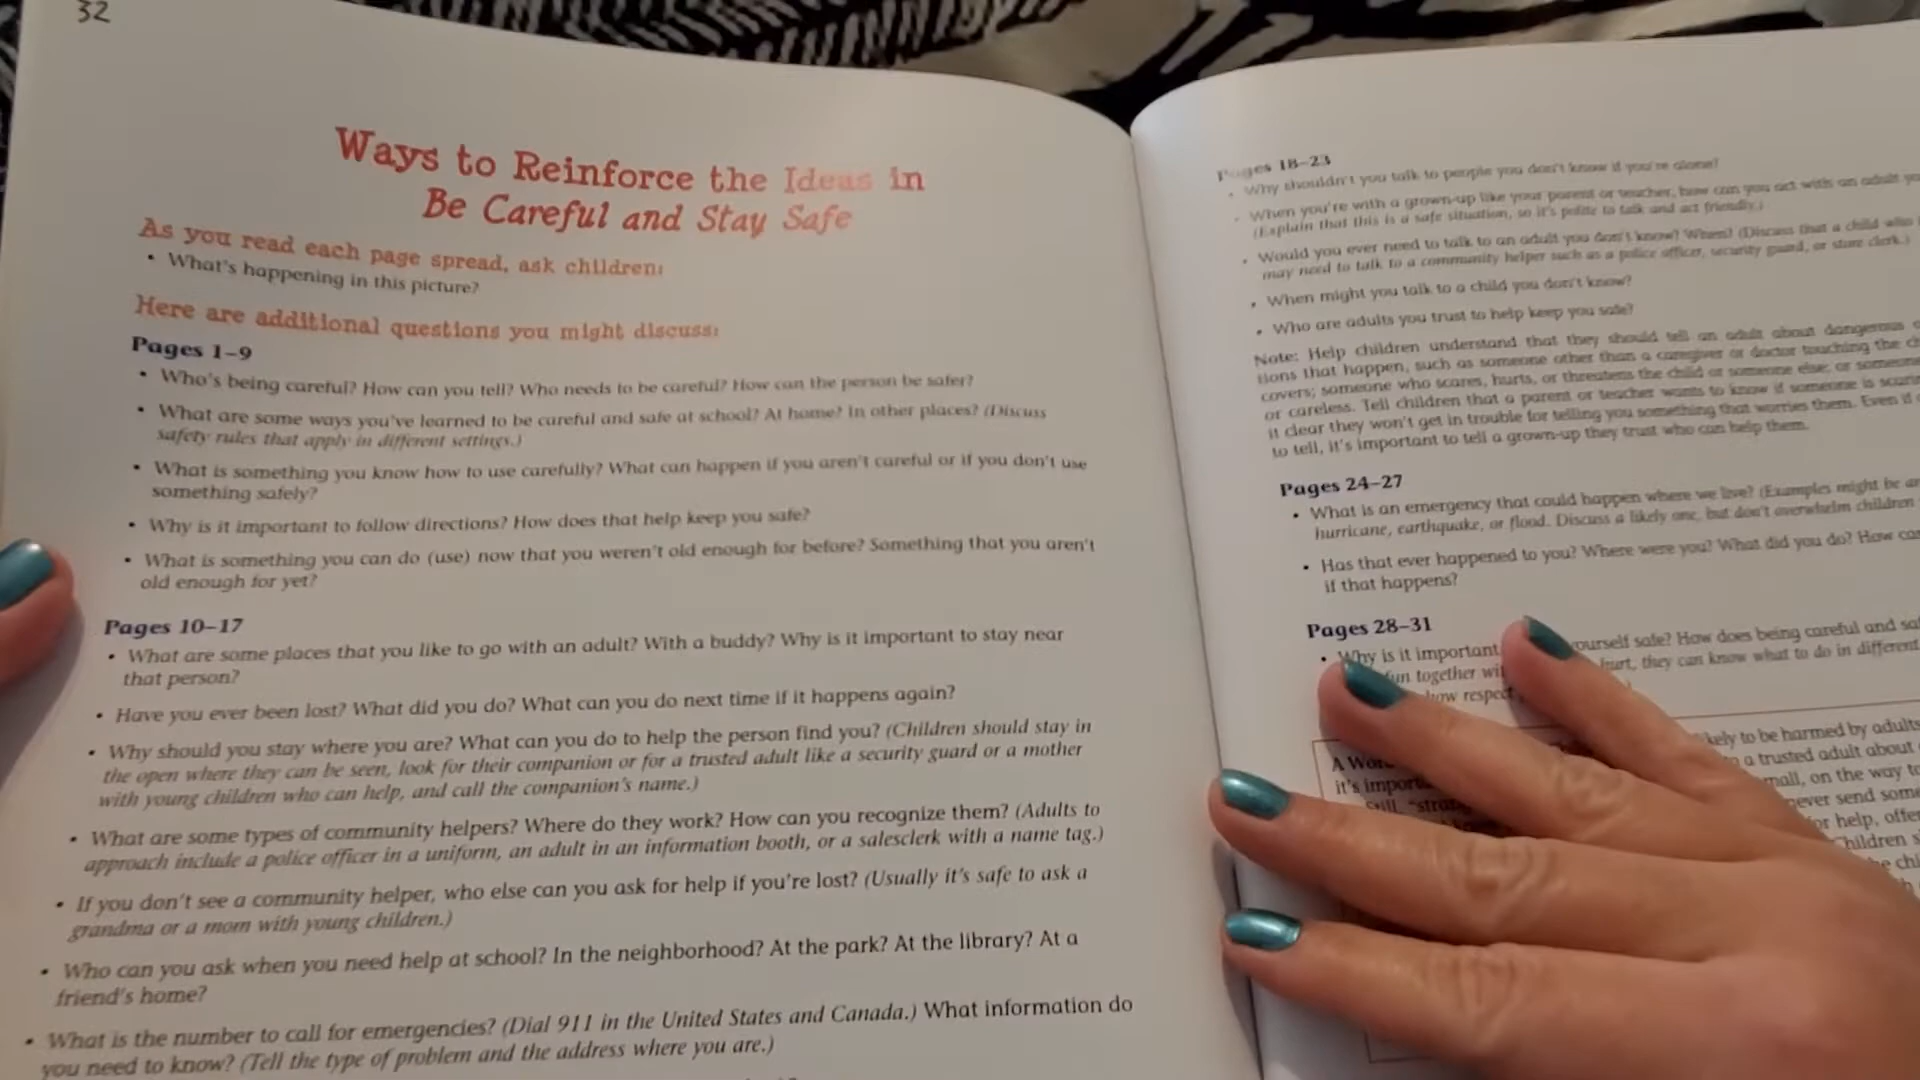 32
Ways to Reinforce the Ideas in
Be Careful and Stay Safe
As you read each page spread, ask children:
• What's happening in this picture?
Here are additional questions you might discuss:
Pages 1–9
• Who's being careful? How can you tell? Who needs to be careful? How can the person be safer?
• What are some ways you've learned to be careful and safe at school? At home? In other places? (Discuss
safety rules that apply in different settings.)
• What is something you know how to use carefully? What can happen if you aren't careful or if you don't use
something safely?
• Why is it important to follow directions? How does that help keep you safe?
• What is something you can do (use) now that you weren't old enough for before? Something that you aren't
old enough for yet?
Pages 10–17
• What are some places that you like to go with an adult? With a buddy? Why is it important to stay near
that person?
• Have you ever been lost? What did you do? What can you do next time if it happens again?
• Why should you stay where you are? What can you do to help the person find you? (Children should stay in
the open where they can be seen, look for their companion or for a trusted adult like a security guard or a mother
with young children who can help, and call the companion's name.)
• What are some types of community helpers? Where do they work? How can you recognize them? (Adults to
approach include a police officer in a uniform, an adult in an information booth, or a salesclerk with a name tag.)
• If you don't see a community helper, who else can you ask for help if you're lost? (Usually it's safe to ask a
grandma or a mom with young children.)
• Who can you ask when you need help at school? In the neighborhood? At the park? At the library? At a
friend's home?
• What is the number to call for emergencies? (Dial 911 in the United States and Canada.) What information do
you need to know? (Tell the type of problem and the address where you are.)
Pages 18–23
• Why shouldn't you talk to people you don't know if you're alone?
• When you're with a grown-up like your parent or teacher, how can you act with an adult
(Explain that this is a safe situation, so it's polite to talk and act friendly.)
• Would you ever need to talk to an adult you don't know? When? (Discuss that a child who
may need to talk to a community helper such as a police officer, security guard, or store clerk.)
• When might you talk to a child you don't know?
• Who are adults you trust to help keep you safe?
Note: Help children understand that they should tell an adult about dangerous
tions that happen, such as someone other than a caregiver or doctor touching the
covers; someone who scares, hurts, or threatens the child or someone else; or someone
or careless. Tell children that a parent or teacher wants to know if someone is
it clear they won't get in trouble for telling you something that worries them. Even if
to tell, it's important to tell a grown-up they trust who can help them.
Pages 24–27
• What is an emergency that could happen where we live? (Examples might be
hurricane, earthquake, or flood. Discuss a likely one, but don't overwhelm children
• Has that ever happened to you? Where were you? What did you do? How
if that happens?
Pages 28–31
• Why is it important yourself safe? How does being careful and
fun together hurt, they can know what to do in different
respect
A
it's harmed by adults
Still, a trusted adult about
mall, on the way to
never send
for help,
Children